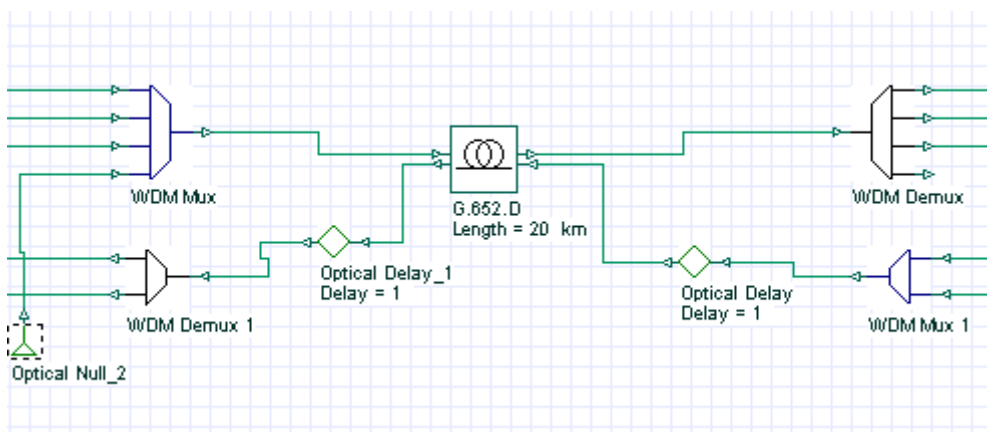 WDM Mux
WDM Demux
G.652.D
Length = 20 km
Optical Delay_1
Delay = 1
Optical Delay
Delay = 1
WDM Demux 1
WDM Mux 1
Optical Null_2